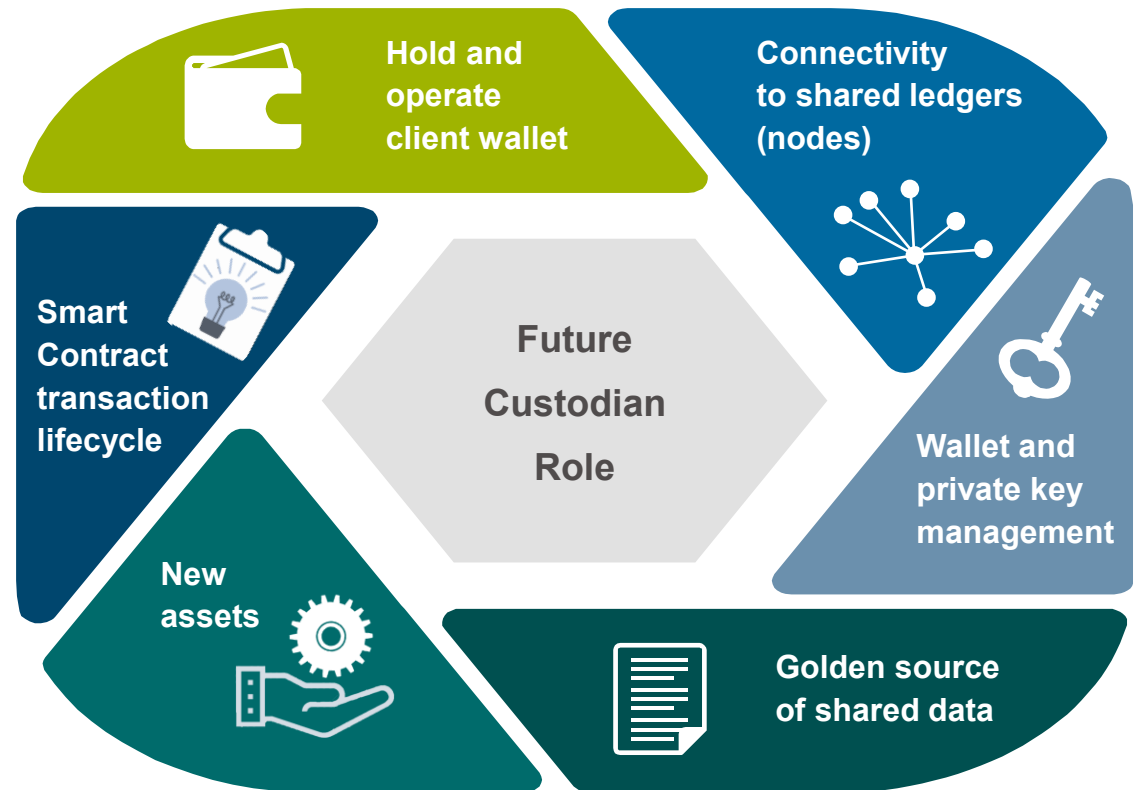 Hold and
operate
client wallet
Connectivity
to shared ledgers
(nodes)
Smart
Contract
transaction
lifecycle
Future
Custodian
Role
Wallet and
private key
management
New
assets
Golden source
of shared data